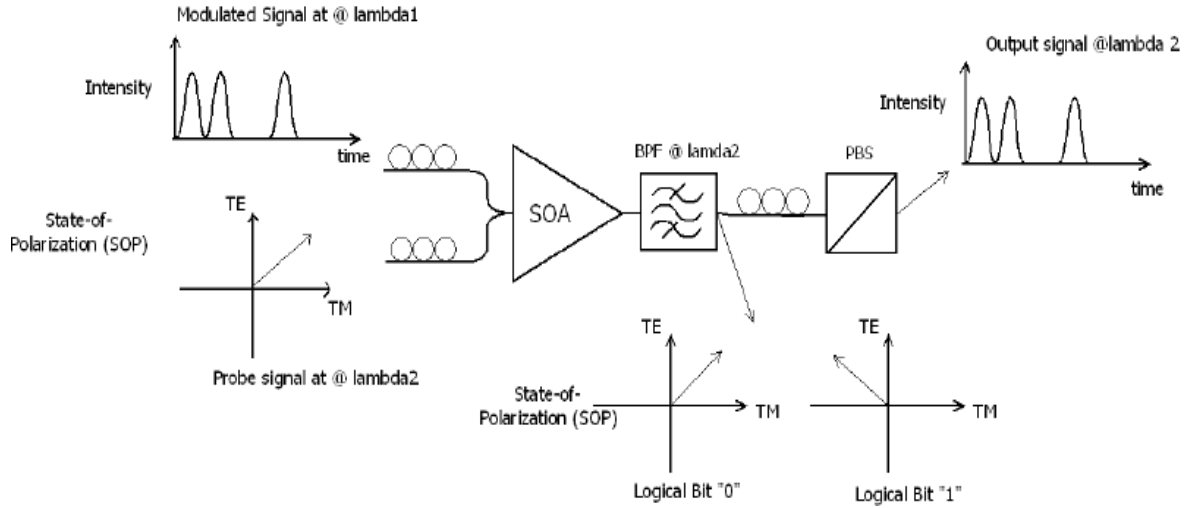 Modulated Signal at @ lambda1
Intensity
time
Output signal @lambda 2
Intensity
time
BPF @ lamda2
PBS
SOA
State-of-
Polarization (SOP)
TE
TM
Probe signal at @ lambda2
State-of-
Polarization (SOP)
TE
TM
Logical Bit "0"
TE
TM
Logical Bit "1"